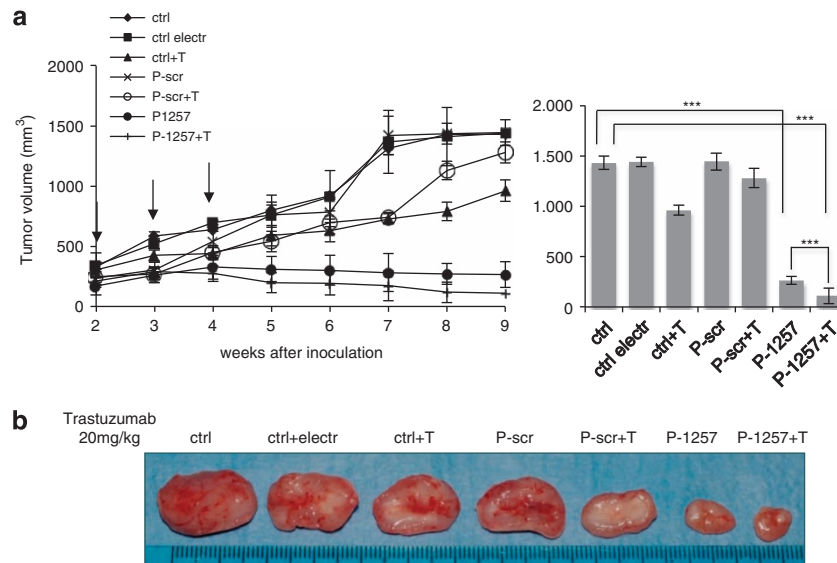 a
ctrl
ctrl electr
ctrl+T
P-scr
P-scr+T
P1257
P-1257+T
2000
1500
1000
500
0
Tumor volume (mm3)
2 3 4 5 6 7 8 9
weeks after inoculation
2.000
1.500
1.000
500
0
***
***
***
ctrl
ctrl electr
ctrl+T
P-scr
P-scr+T
P-1257
P-1257+T
b
Trastuzumab
20mg/kg ctrl ctrl+electr ctrl+T P-scr P-scr+T P-1257 P-1257+T